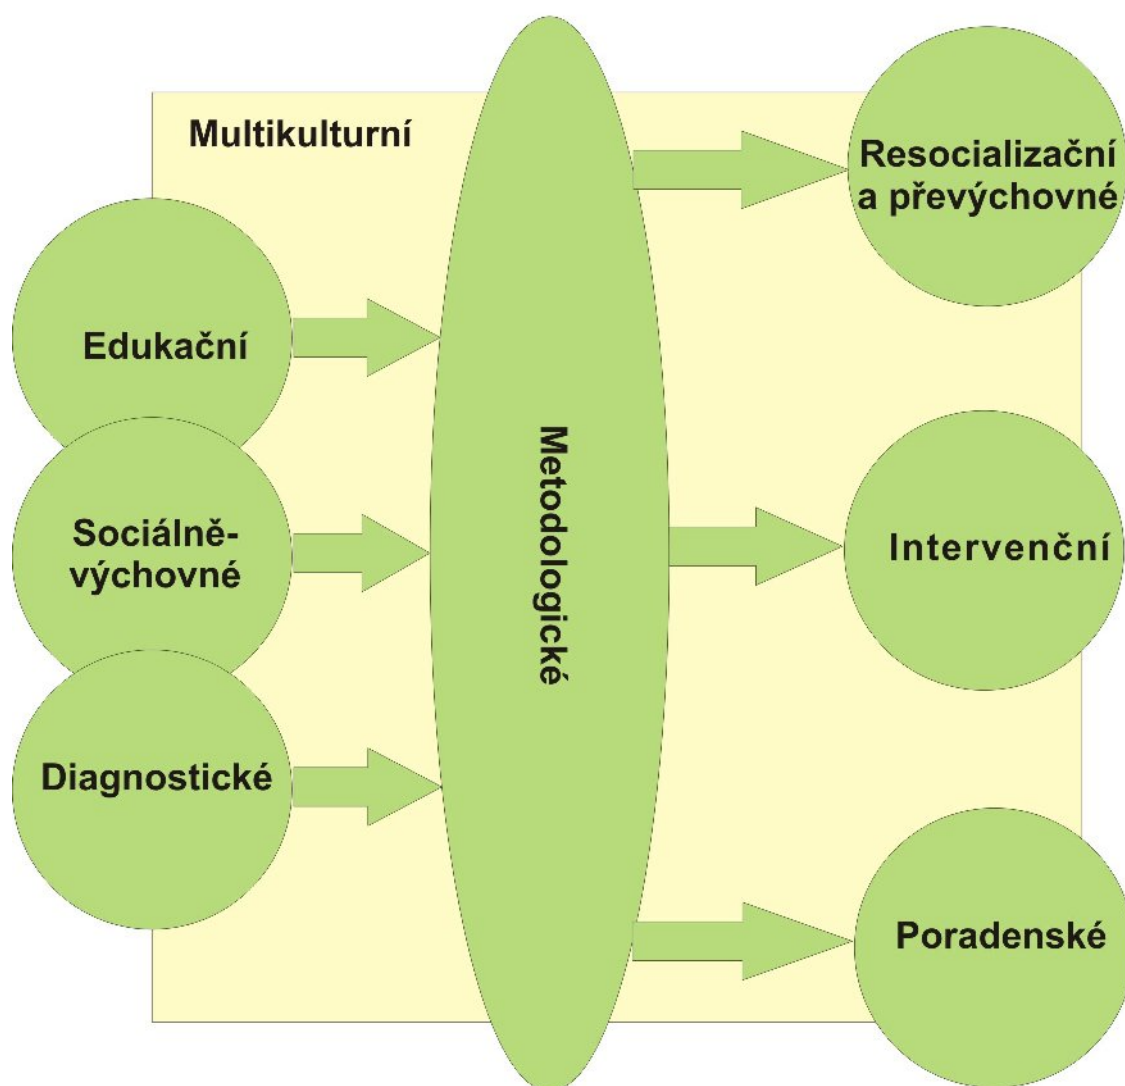 Multikulturní
Resocializační
a převýchovné
Edukační
Metodologické
Sociálně-
výchovné
Intervenční
Diagnostické
Poradenské